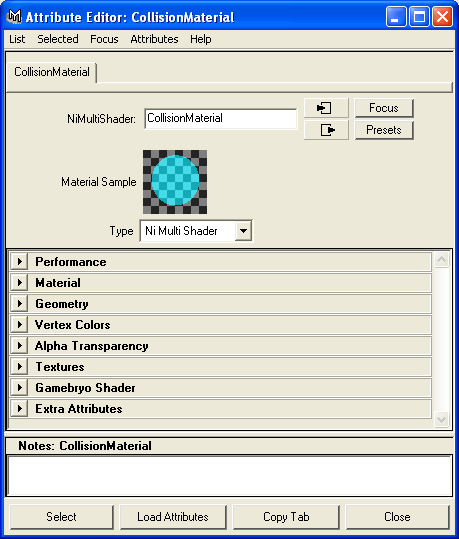 Attribute Editor: CollisionMaterial
List Selected Focus Attributes Help
CollisionMaterial
NiMultiShader: CollisionMaterial Focus
Presets
Material Sample
Type Ni Multi Shader
Performance
Material
Geometry
Vertex Colors
Alpha Transparency
Textures
Gamebryo Shader
Extra Attributes
Notes: CollisionMaterial
Select Load Attributes Copy Tab Close